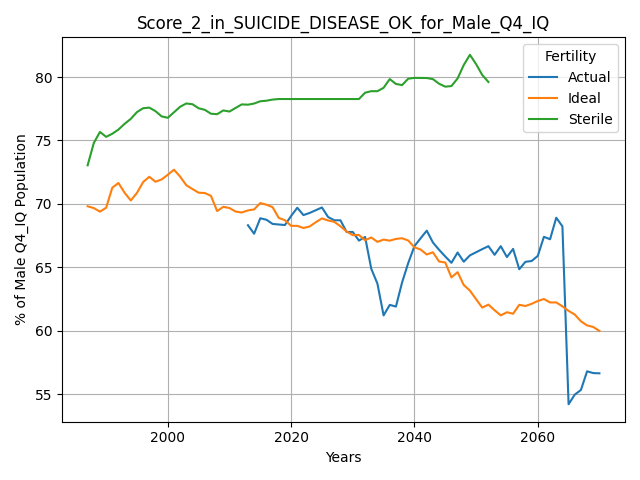 Score_2_in_SUICIDE_DISEASE_OK_for_Male_Q4_IQ
Fertility
Actual
Ideal
Sterile
% of Male Q4_IQ Population
80
75
70
65
60
55
2000
2020
2040
2060
Years